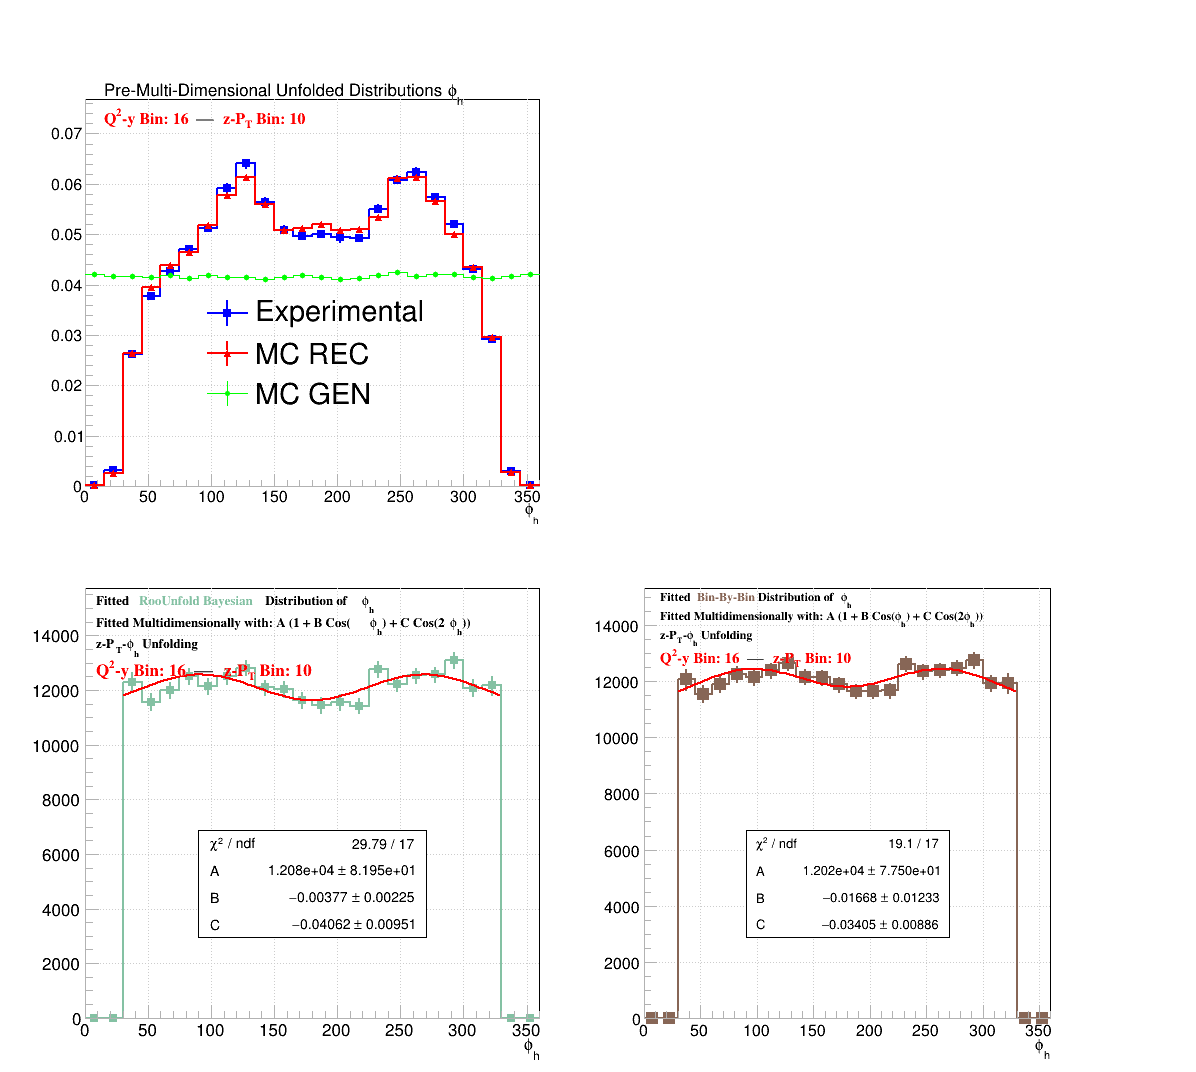 Pre-Multi-Dimensional Unfolded Distributions ϕh
Q2-y Bin: 16 — z-PT Bin: 10
0.07
0.06
0.05
0.04
0.03
0.02
0.01
0
Experimental
MC REC
MC GEN
0 50 100 150 200 250 300 350
ϕh
Fitted RooUnfold Bayesian Distribution of ϕh
Fitted Multidimensionally with: A (1 + B Cos(ϕh) + C Cos(2 ϕh))
z-PT-ϕh Unfolding
Q2-y Bin: 16 — z-PT Bin: 10
14000
12000
10000
8000
6000
4000
2000
0
χ2 / ndf 29.79 / 17
A 1.208e+04 ± 8.195e+01
B −0.00377 ± 0.00225
C −0.04062 ± 0.00951
0 50 100 150 200 250 300 350
ϕh
Fitted Bin-By-Bin Distribution of ϕh
Fitted Multidimensionally with: A (1 + B Cos(ϕh) + C Cos(2ϕh))
z-PT-ϕh Unfolding
Q2-y Bin: 16 — z-PT Bin: 10
14000
12000
10000
8000
6000
4000
2000
0
χ2 / ndf 19.1 / 17
A 1.202e+04 ± 7.750e+01
B −0.01668 ± 0.01233
C −0.03405 ± 0.00886
0 50 100 150 200 250 300 350
ϕh